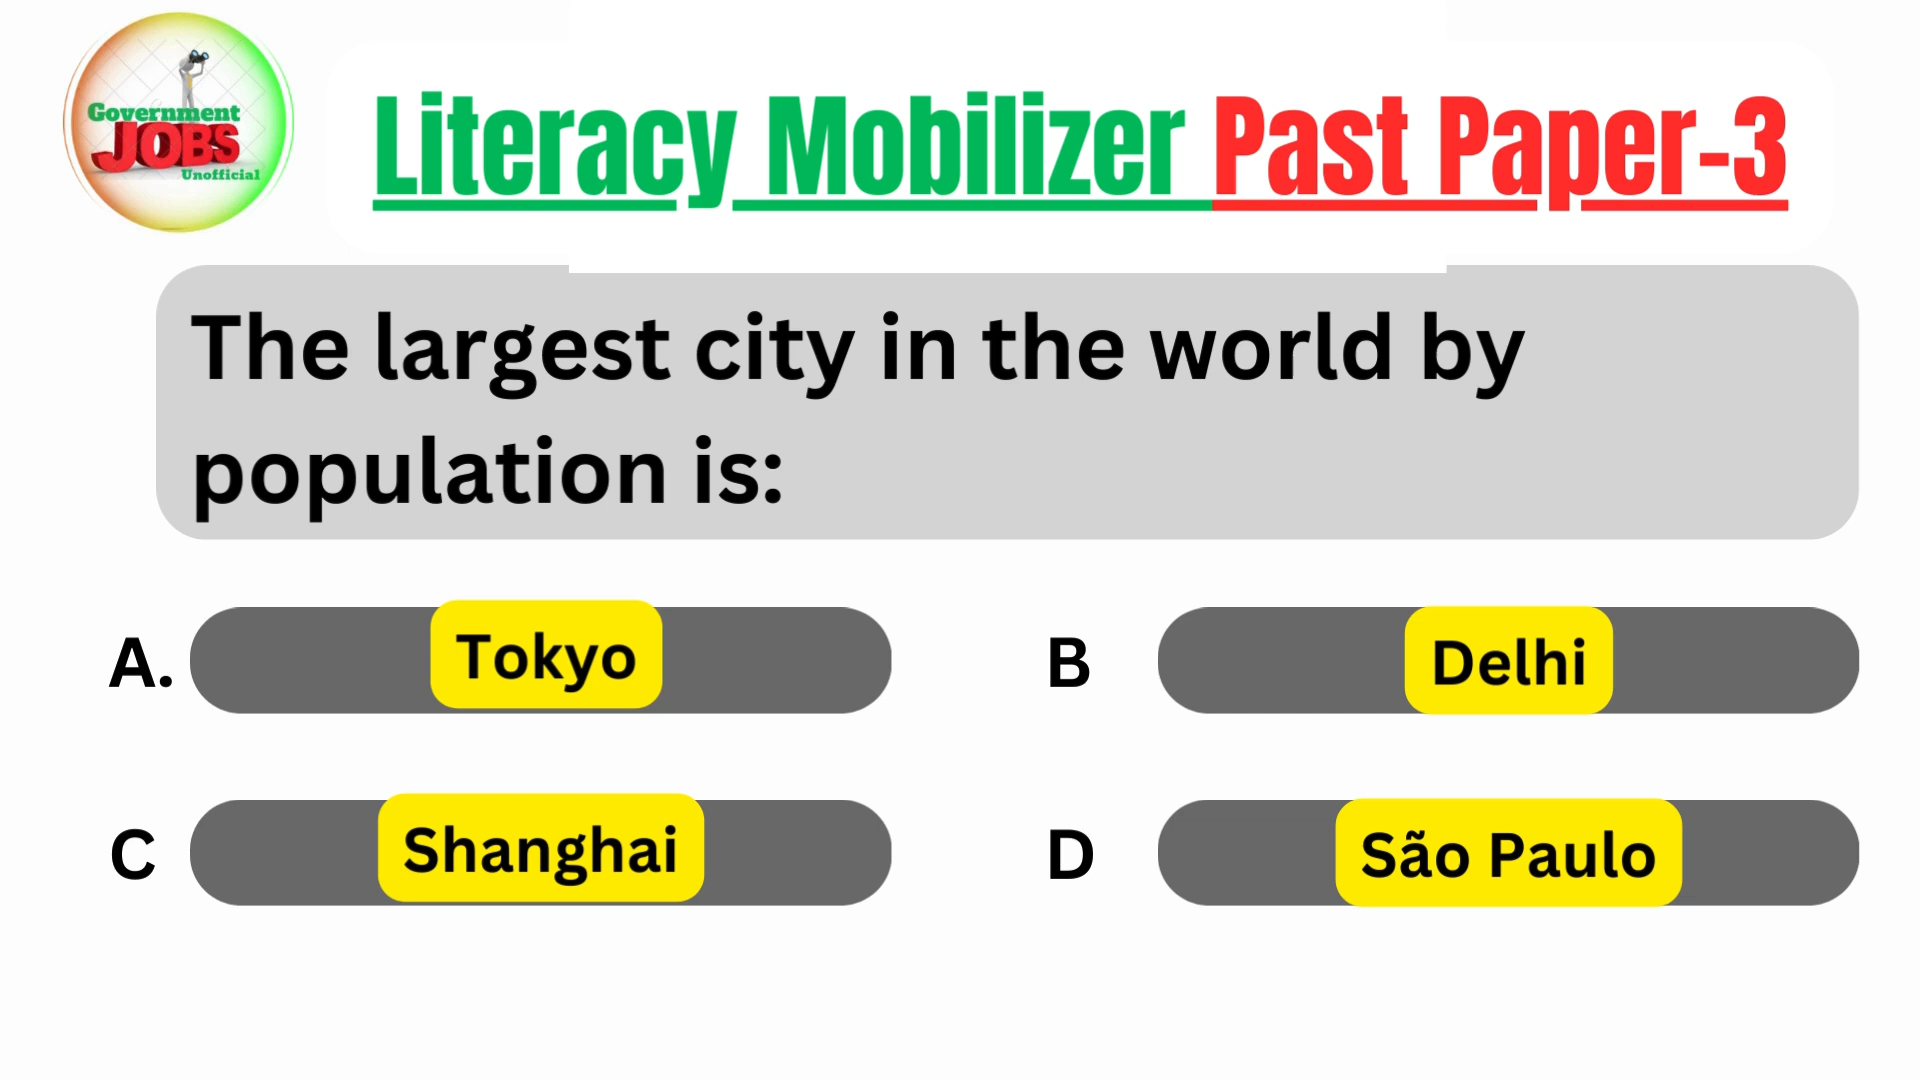 Government
JOBS
Unofficial
Literacy Mobilizer Past Paper-3
The largest city in the world by
population is:
A. Tokyo
B Delhi
C Shanghai
D São Paulo